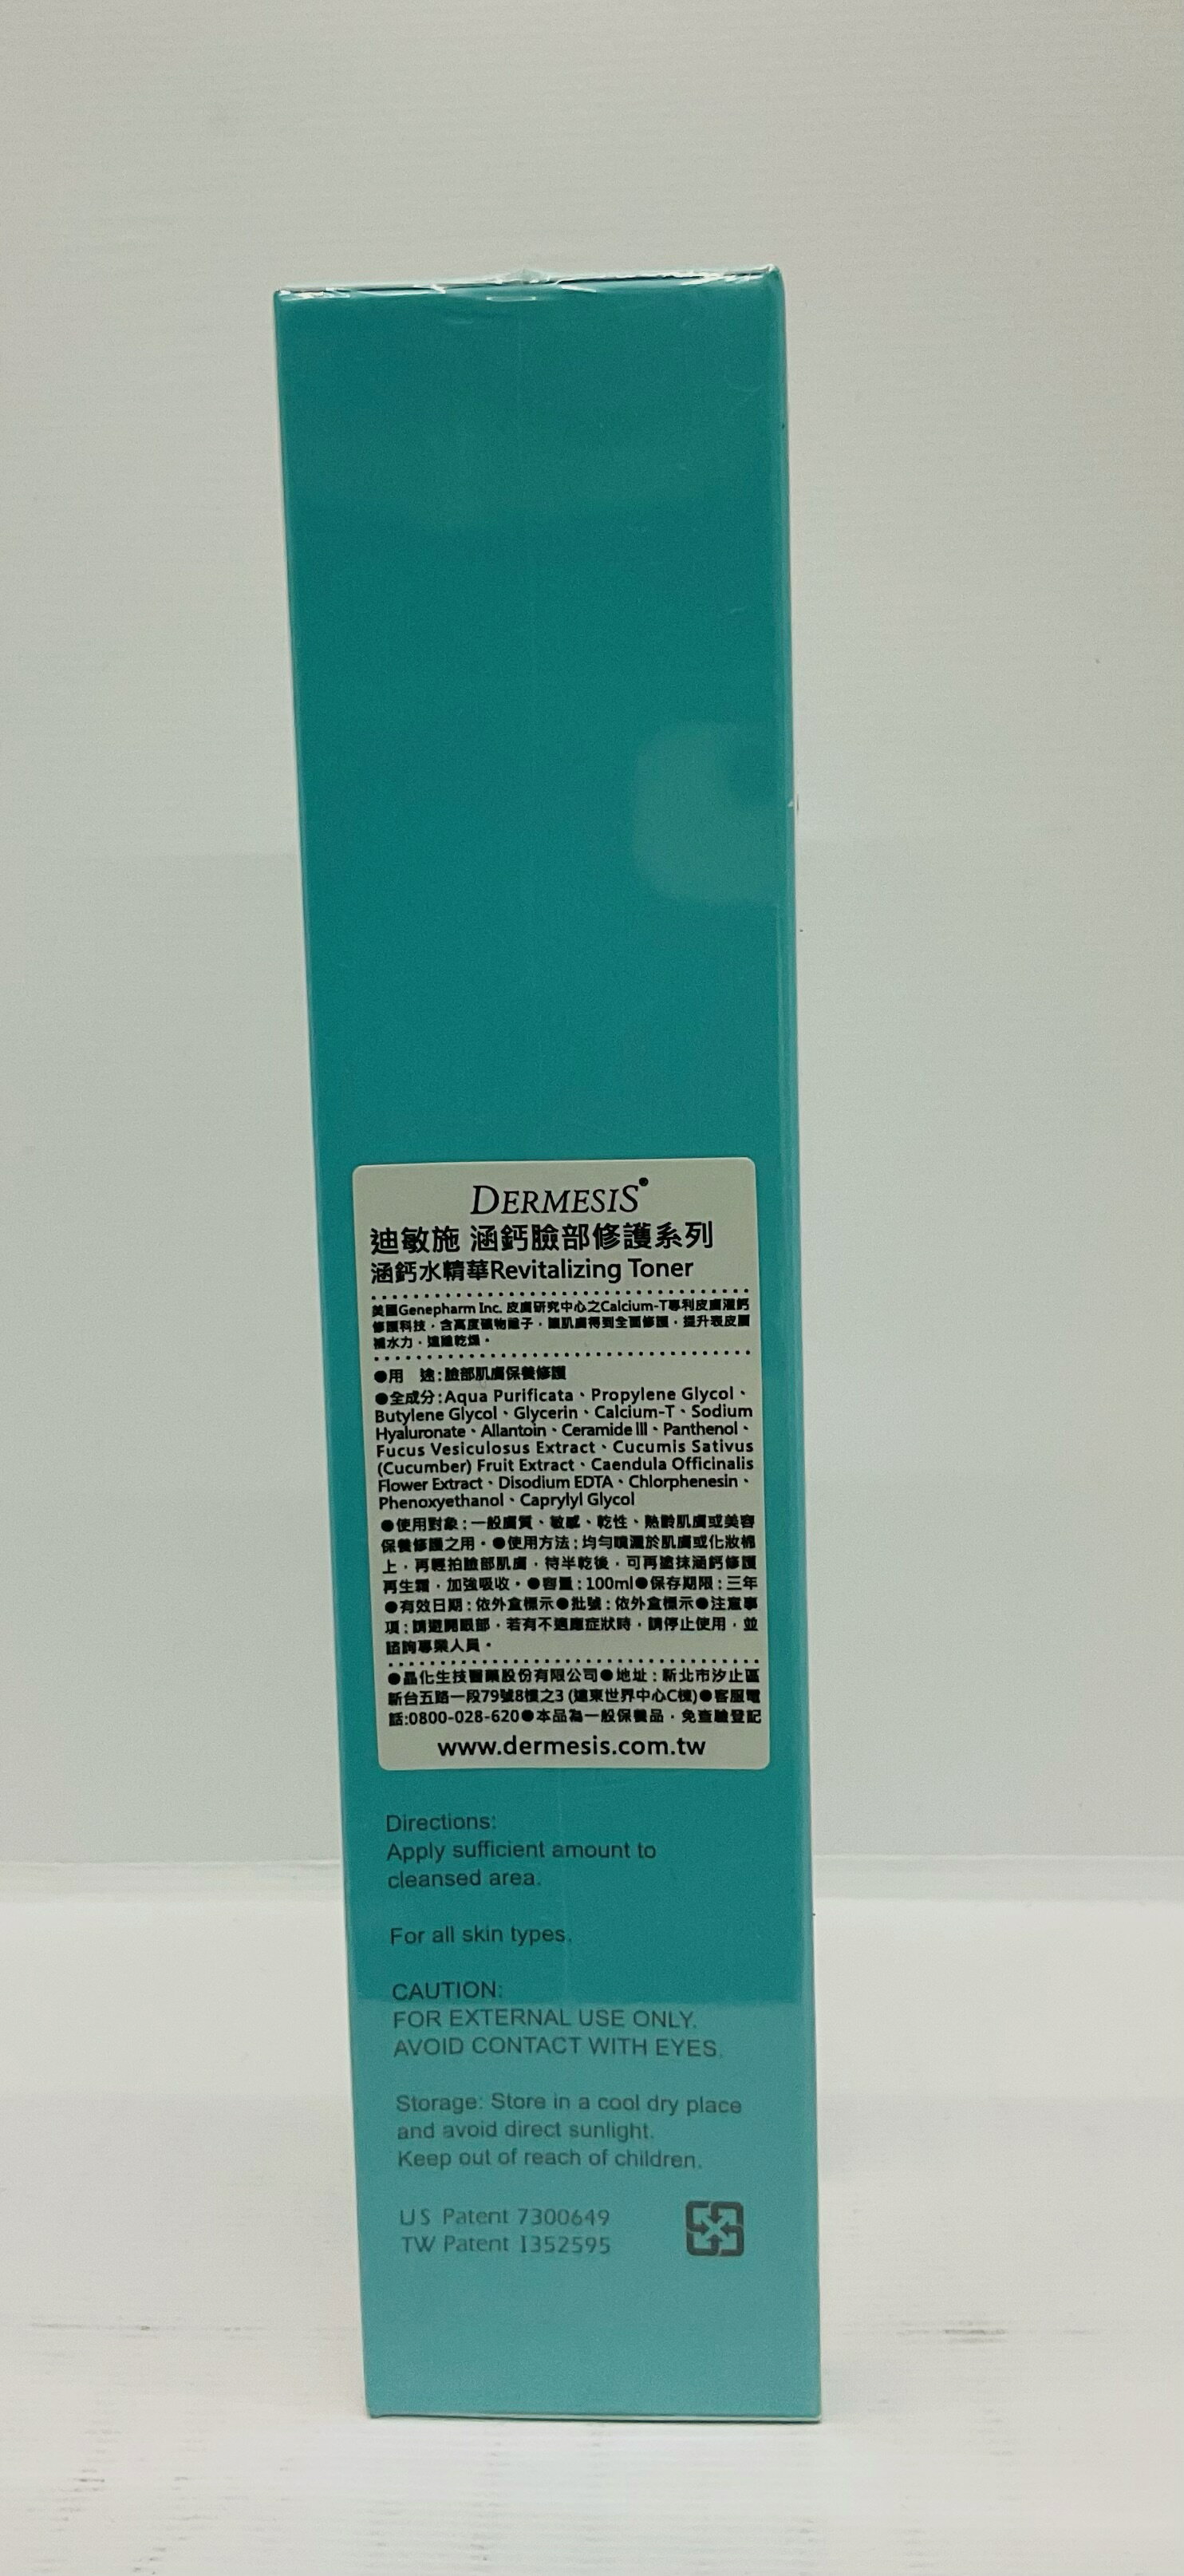 DERMESIS®
迪敏施 涵鈣臉部修護系列
涵鈣水精華Revitalizing Toner
美國Genepharm Inc. 皮膚研究中心之Calcium-T專利皮膚漲鈣
修護科技，含高度礦物離子，讓肌膚得到全面修護，提升表皮層
補水力，遠離乾燥。
●用　途:臉部肌膚保養修護
●全成分:Aqua Purificata、Propylene Glycol、
Butylene Glycol、Glycerin、Calcium-T、Sodium
Hyaluronate、Allantoin、Ceramide III、Panthenol、
Fucus Vesiculosus Extract、Cucumis Sativus
(Cucumber) Fruit Extract、Caendula Officinalis
Flower Extract、Disodium EDTA、Chlorphenesin、
Phenoxyethanol、Caprylyl Glycol
●使用對象:一般膚質、敏感、乾性、熟齡肌膚或美容
保養修護之用。●使用方法:均勻噴灑於肌膚或化妝棉
上，再輕拍臉部肌膚，待半乾後，可再塗抹涵鈣修護
再生霜，加強吸收。●容量:100ml●保存期限:三年
●有效日期:依外盒標示●批號:依外盒標示●注意事
項:請避開眼部，若有不適應症狀時，請停止使用，並
諮詢專業人員。
●晶化生技醫藥股份有限公司●地址:新北市汐止區
新台五路一段79號8樓之3 (遠東世界中心C棟)●客服電
話:0800-028-620●本品為一般保養品，免查驗登記
www.dermesis.com.tw
Directions:
Apply sufficient amount to
cleansed area.
For all skin types.
CAUTION:
FOR EXTERNAL USE ONLY.
AVOID CONTACT WITH EYES.
Storage: Store in a cool dry place
and avoid direct sunlight.
Keep out of reach of children.
US Patent 7300649
TW Patent I352595